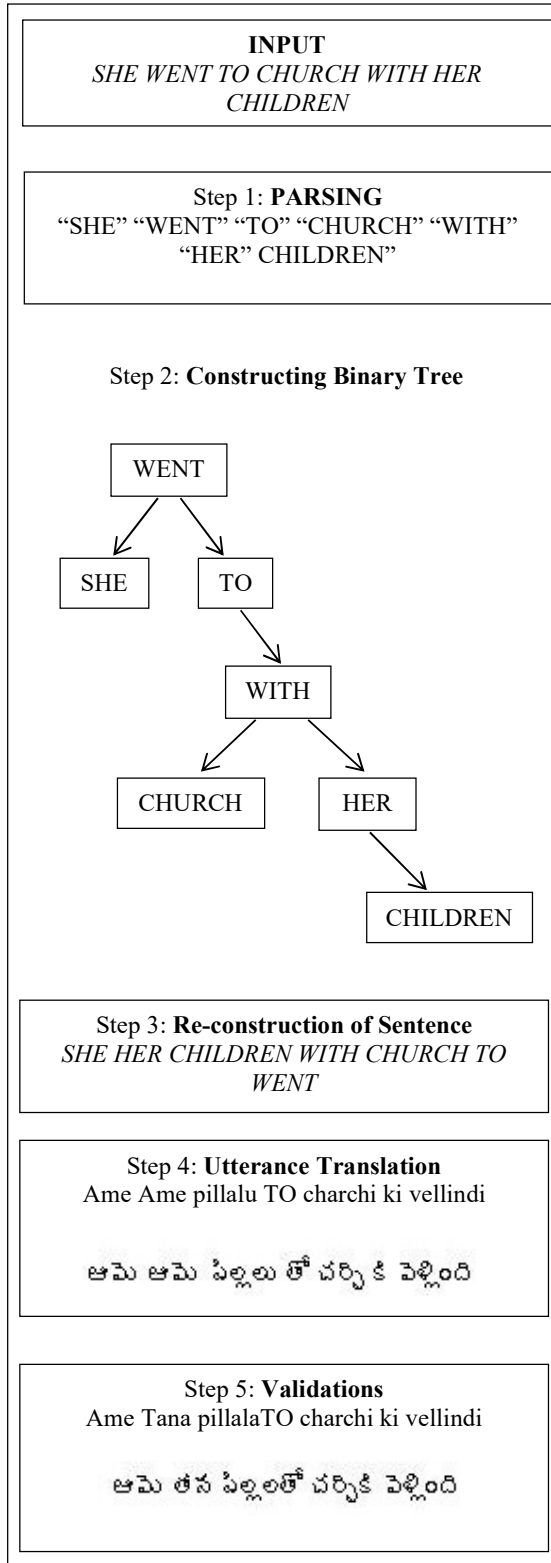 INPUT
SHE WENT TO CHURCH WITH HER
CHILDREN
Step 1: PARSING
“SHE” “WENT” “TO” “CHURCH” “WITH”
“HER” CHILDREN”
Step 2: Constructing Binary Tree
WENT
SHE TO
WITH
CHURCH HER
CHILDREN
Step 3: Re-construction of Sentence
SHE HER CHILDREN WITH CHURCH TO
WENT
Step 4: Utterance Translation
Ame Ame pillalu TO charchi ki vellindi
ఆమె ఆమె పిల్లలు తో చర్చి కి వెళ్లింది
Step 5: Validations
Ame Tana pillalaTO charchi ki vellindi
ఆమె తన పిల్లలతో చర్చికి వెళ్లింది